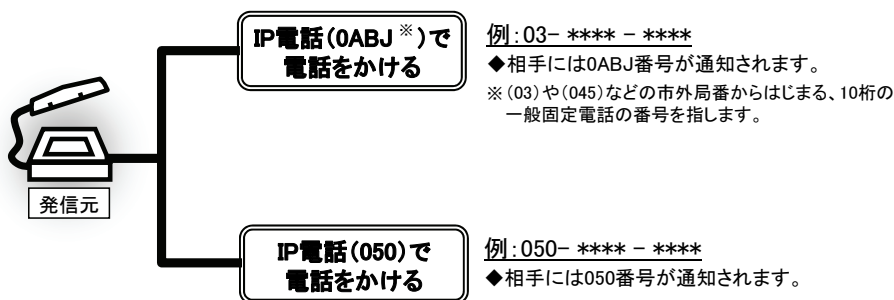 IP電話(0ABJ※)で
電話をかける
例:03- **** - ****
◆相手には0ABJ番号が通知されます。
※(03)や(045)などの市外局番からはじまる、10桁の
一般固定電話の番号を指します。
発信元
IP電話(050)で
電話をかける
例:050- **** - ****
◆相手には050番号が通知されます。